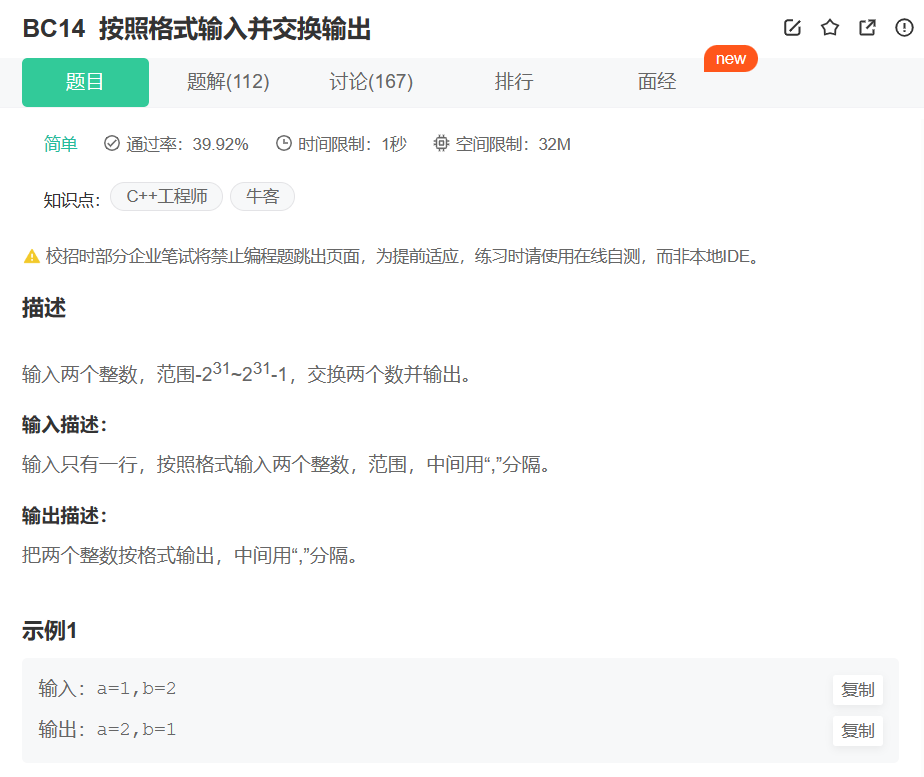 BC14 按照格式输入并交换输出
题目 题解(112) 讨论(167) 排行 面经 new
简单 通过率：39.92% 时间限制：1秒 空间限制：32M
知识点： C++工程师 牛客
校招时部分企业笔试将禁止编程题跳出页面，为提前适应，练习时请使用在线自测，而非本地IDE。
描述
输入两个整数，范围-2^31~2^31-1，交换两个数并输出。
输入描述：
输入只有一行，按照格式输入两个整数，范围，中间用“,”分隔。
输出描述：
把两个整数按格式输出，中间用“,”分隔。
示例1
输入：a=1,b=2 复制
输出：a=2,b=1 复制